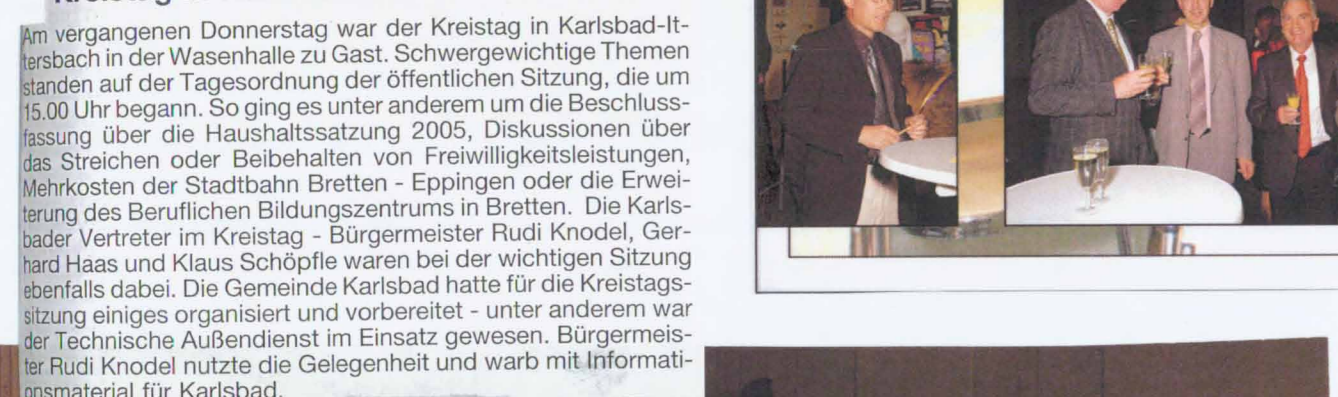 Am vergangenen Donnerstag war der Kreistag in Karlsbad-It-
tersbach in der Wasenhalle zu Gast. Schwergewichtige Themen
standen auf der Tagesordnung der öffentlichen Sitzung, die um
15.00 Uhr begann. So ging es unter anderem um die Beschluss-
fassung über die Haushaltssatzung 2005, Diskussionen über
das Streichen oder Beibehalten von Freiwilligkeitsleistungen,
Mehrkosten der Stadtbahn Bretten - Eppingen oder die Erwei-
terung des Beruflichen Bildungszentrums in Bretten. Die Karls-
bader Vertreter im Kreistag - Bürgermeister Rudi Knodel, Ger-
hard Haas und Klaus Schöpfle waren bei der wichtigen Sitzung
ebenfalls dabei. Die Gemeinde Karlsbad hatte für die Kreistags-
sitzung einiges organisiert und vorbereitet - unter anderem war
der Technische Außendienst im Einsatz gewesen. Bürgermeis-
ter Rudi Knodel nutzte die Gelegenheit und warb mit Informati-
onsmaterial für Karlsbad.